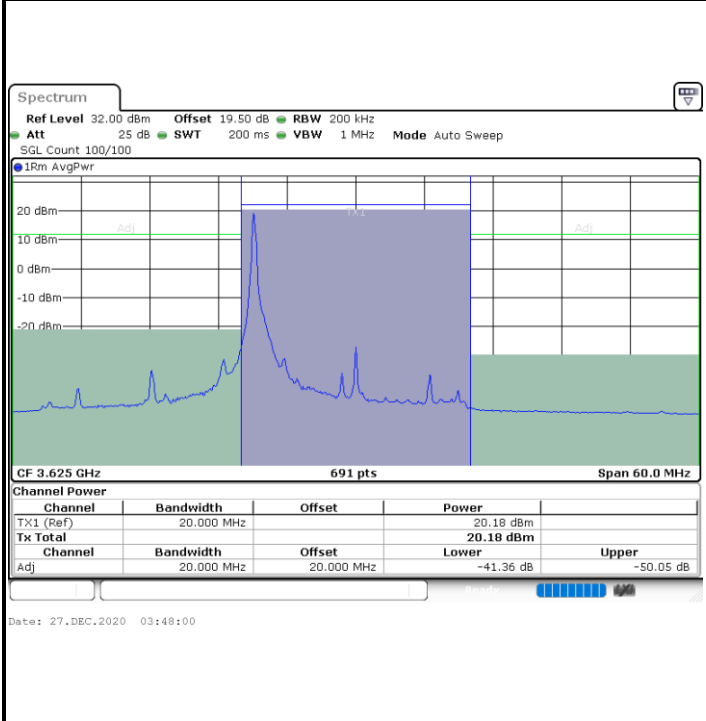 Spectrum
Ref Level 32.00 dBm Offset 19.50 dB RBW 200 kHz
Att 25 dB SWT 200 ms VBW 1 MHz Mode Auto Sweep
SGL Count 100/100
1Rm AvgPwr
TX1
20 dBm
Adj Adj
10 dBm
0 dBm
-10 dBm
-20 dBm
CF 3.625 GHz 691 pts Span 60.0 MHz
Channel Power
Channel Bandwidth Offset Power
TX1 (Ref) 20.000 MHz 20.18 dBm
Tx Total 20.18 dBm
Channel Bandwidth Offset Lower Upper
Adj 20.000 MHz 20.000 MHz -41.36 dB -50.05 dB
Ready
Date: 27.DEC.2020 03:48:00